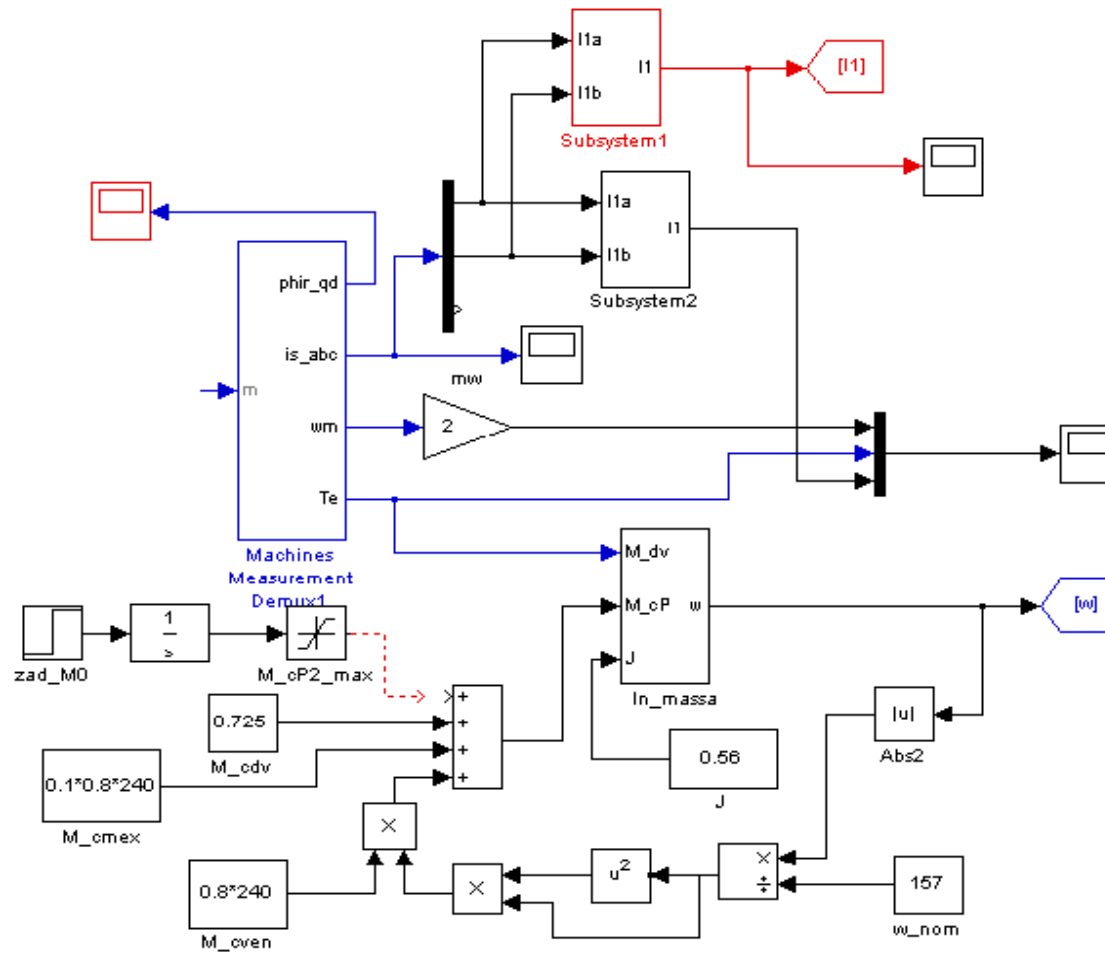 I1a
I1
[I1]
I1b
Subsystem1
I1a
I1
I1b
Subsystem2
phir_qd
is_abc
m
wm
Te
Machines
Measurement
Demux1
mw
2
M_dv
M_cP
w
J
In_massa
[w]
zad_M0
1
s
M_cP2_max
+
+
+
+
0.725
M_cdv
0.1*0.8*240
M_cmex
0.56
J
|u|
Abs2
×
0.8*240
M_cven
×
u²
×
÷
157
w_nom